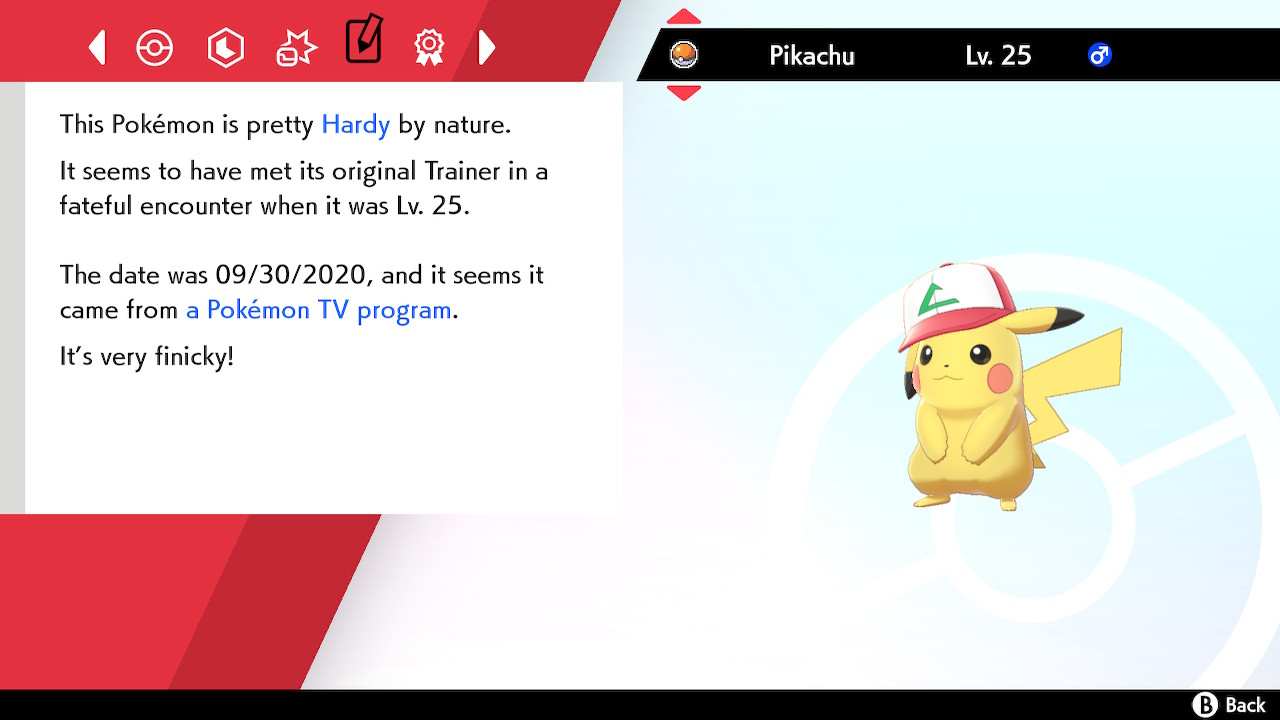 Pikachu Lv. 25 ♂
This Pokémon is pretty Hardy by nature.
It seems to have met its original Trainer in a
fateful encounter when it was Lv. 25.
The date was 09/30/2020, and it seems it
came from a Pokémon TV program.
It's very finicky!
B Back